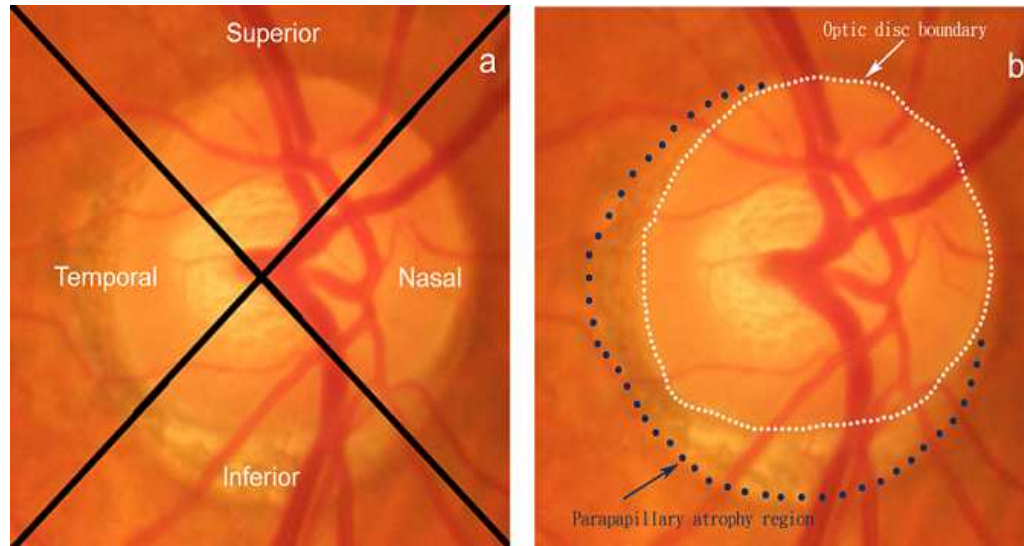 Superior
a
Temporal
Nasal
Inferior
Optic disc boundary
b
Parapapillary atrophy region